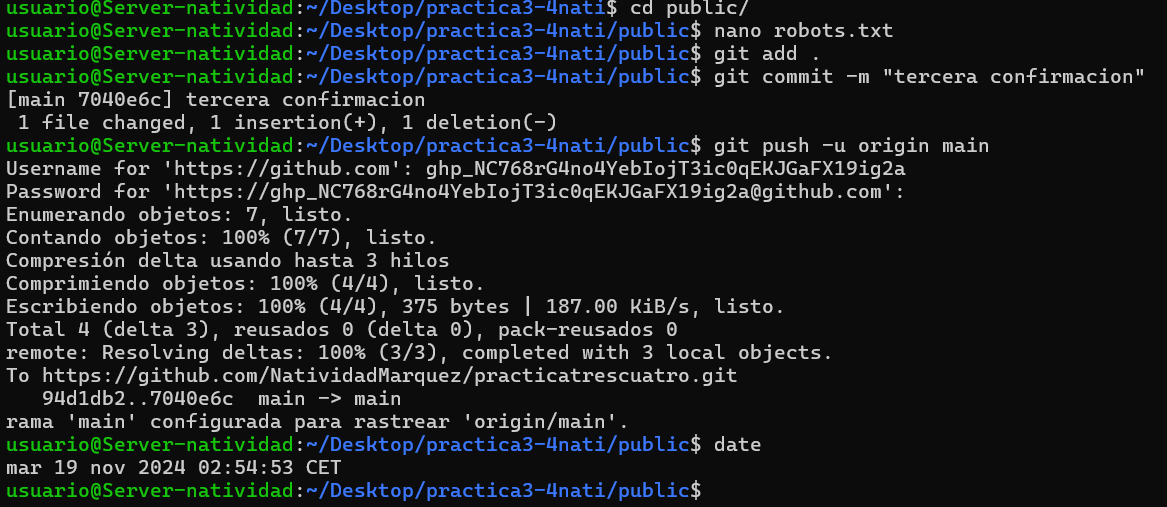 usuario@Server-natividad:~/Desktop/practica3-4nati$ cd public/
usuario@Server-natividad:~/Desktop/practica3-4nati/public$ nano robots.txt
usuario@Server-natividad:~/Desktop/practica3-4nati/public$ git add .
usuario@Server-natividad:~/Desktop/practica3-4nati/public$ git commit -m "tercera confirmacion"
[main 7040e6c] tercera confirmacion
 1 file changed, 1 insertion(+), 1 deletion(-)
usuario@Server-natividad:~/Desktop/practica3-4nati/public$ git push -u origin main
Username for 'https://github.com': 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
Password for 'https://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@github.com':
Enumerando objetos: 7, listo.
Contando objetos: 100% (7/7), listo.
Compresión delta usando hasta 3 hilos
Comprimiendo objetos: 100% (4/4), listo.
Escribiendo objetos: 100% (4/4), 375 bytes | 187.00 KiB/s, listo.
Total 4 (delta 3), reusados 0 (delta 0), pack-reusados 0
remote: Resolving deltas: 100% (3/3), completed with 3 local objects.
To https://github.com/NatividadMarquez/practicatrescuatro.git
   94d1db2..7040e6c  main -> main
rama 'main' configurada para rastrear 'origin/main'.
usuario@Server-natividad:~/Desktop/practica3-4nati/public$ date
mar 19 nov 2024 02:54:53 CET
usuario@Server-natividad:~/Desktop/practica3-4nati/public$